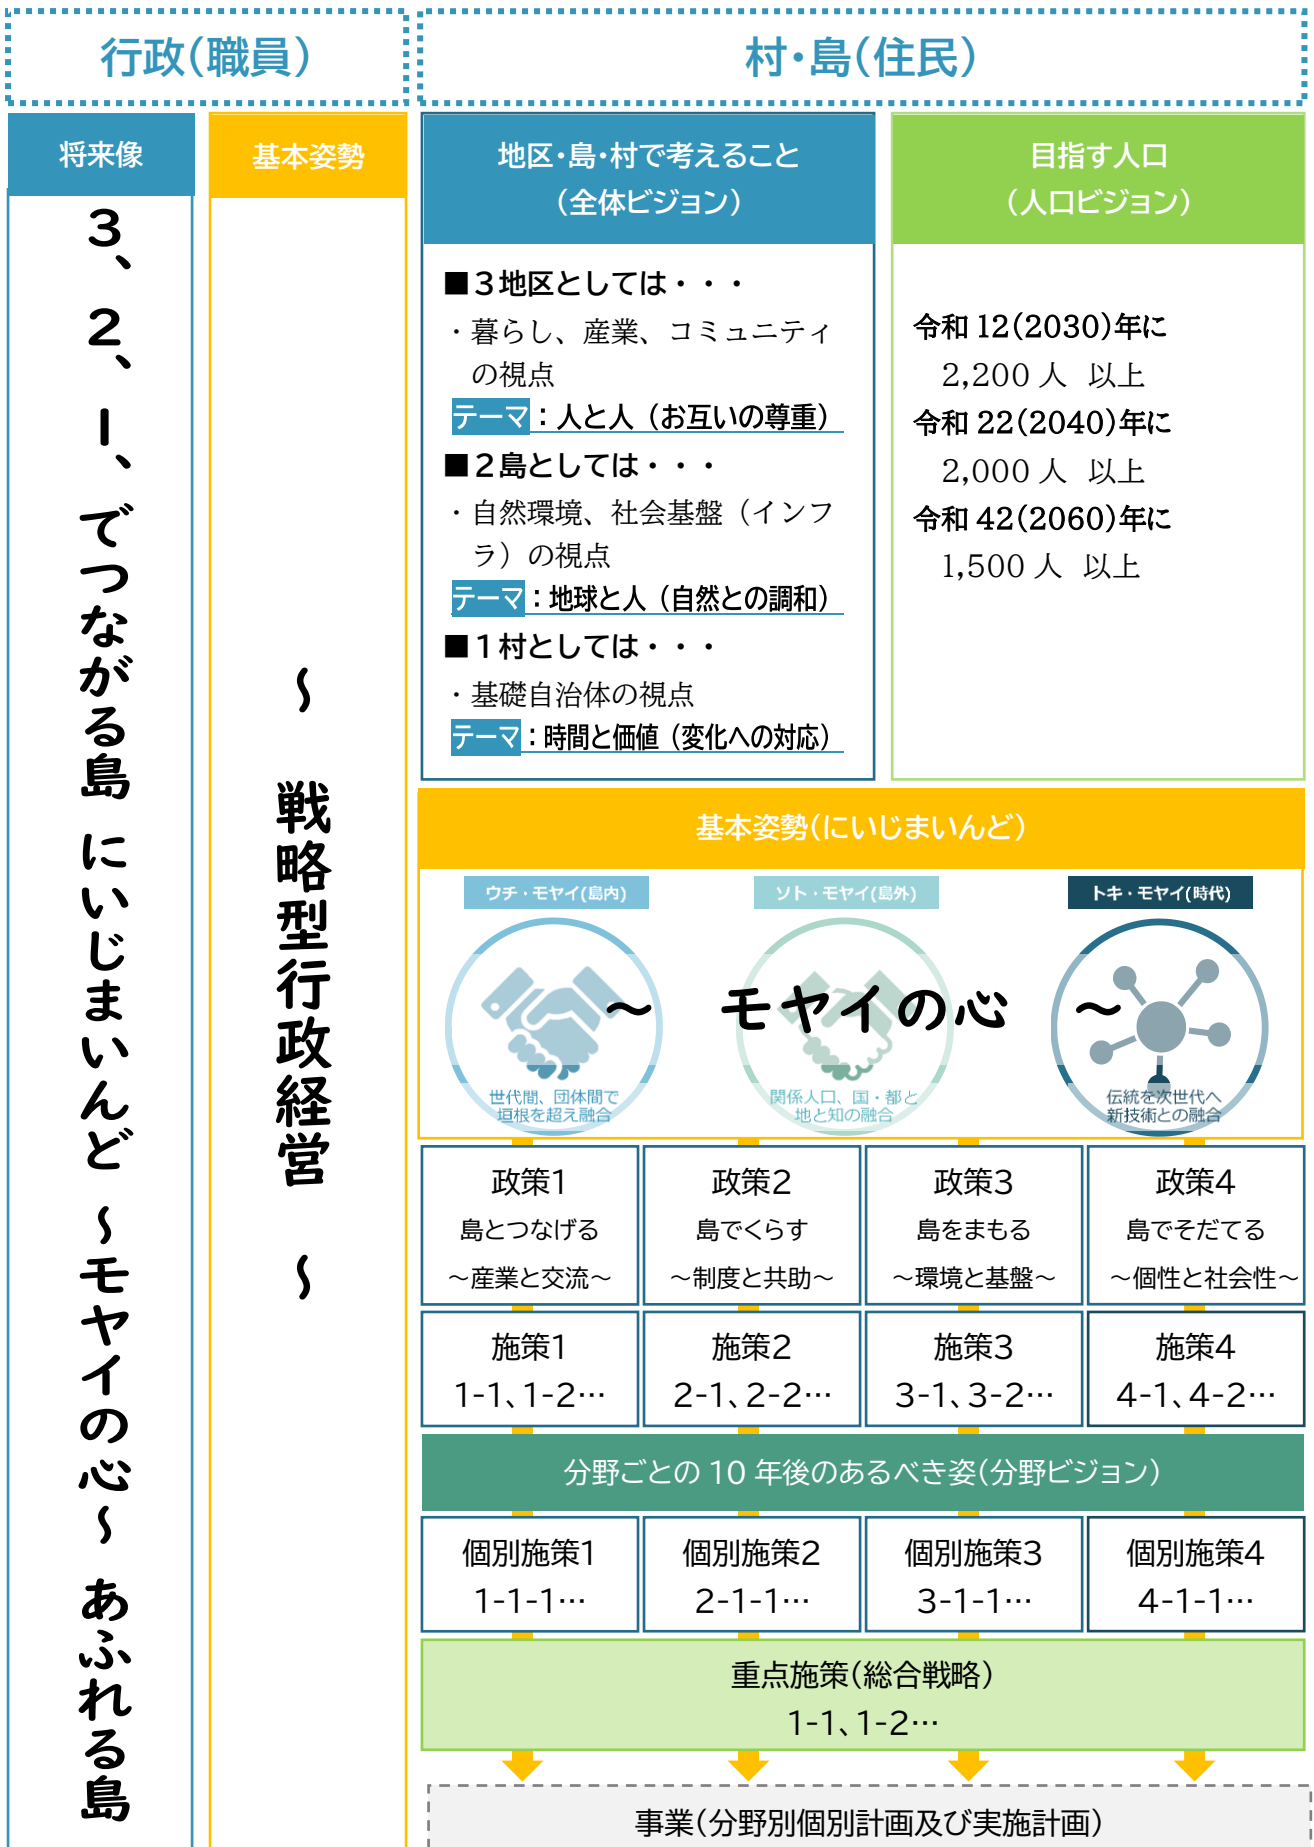 行政(職員)
村・島(住民)
将来像
3、2、1、でつながる島 にいじまいんど ～モヤイの心～ あふれる島
基本姿勢
～ 戦略型行政経営 ～
地区・島・村で考えること
(全体ビジョン)
■3地区としては・・・
・暮らし、産業、コミュニティ
の視点
テーマ：人と人（お互いの尊重）
■2島としては・・・
・自然環境、社会基盤（インフ
ラ）の視点
テーマ：地球と人（自然との調和）
■1村としては・・・
・基礎自治体の視点
テーマ：時間と価値（変化への対応）
目指す人口
(人口ビジョン)
令和12(2030)年に
2,200人 以上
令和22(2040)年に
2,000人 以上
令和42(2060)年に
1,500人 以上
基本姿勢(にいじまいんど)
ウチ・モヤイ(島内)
ソト・モヤイ(島外)
トキ・モヤイ(時代)
～ モヤイの心 ～
世代間、団体間で
垣根を超え融合
関係人口、国・都と
地と知の融合
伝統を次世代へ
新技術との融合
政策1
島とつなげる
～産業と交流～
政策2
島でくらす
～制度と共助～
政策3
島をまもる
～環境と基盤～
政策4
島でそだてる
～個性と社会性～
施策1
1-1、1-2…
施策2
2-1、2-2…
施策3
3-1、3-2…
施策4
4-1、4-2…
分野ごとの10年後のあるべき姿(分野ビジョン)
個別施策1
1-1-1…
個別施策2
2-1-1…
個別施策3
3-1-1…
個別施策4
4-1-1…
重点施策(総合戦略)
1-1、1-2…
事業(分野別個別計画及び実施計画)